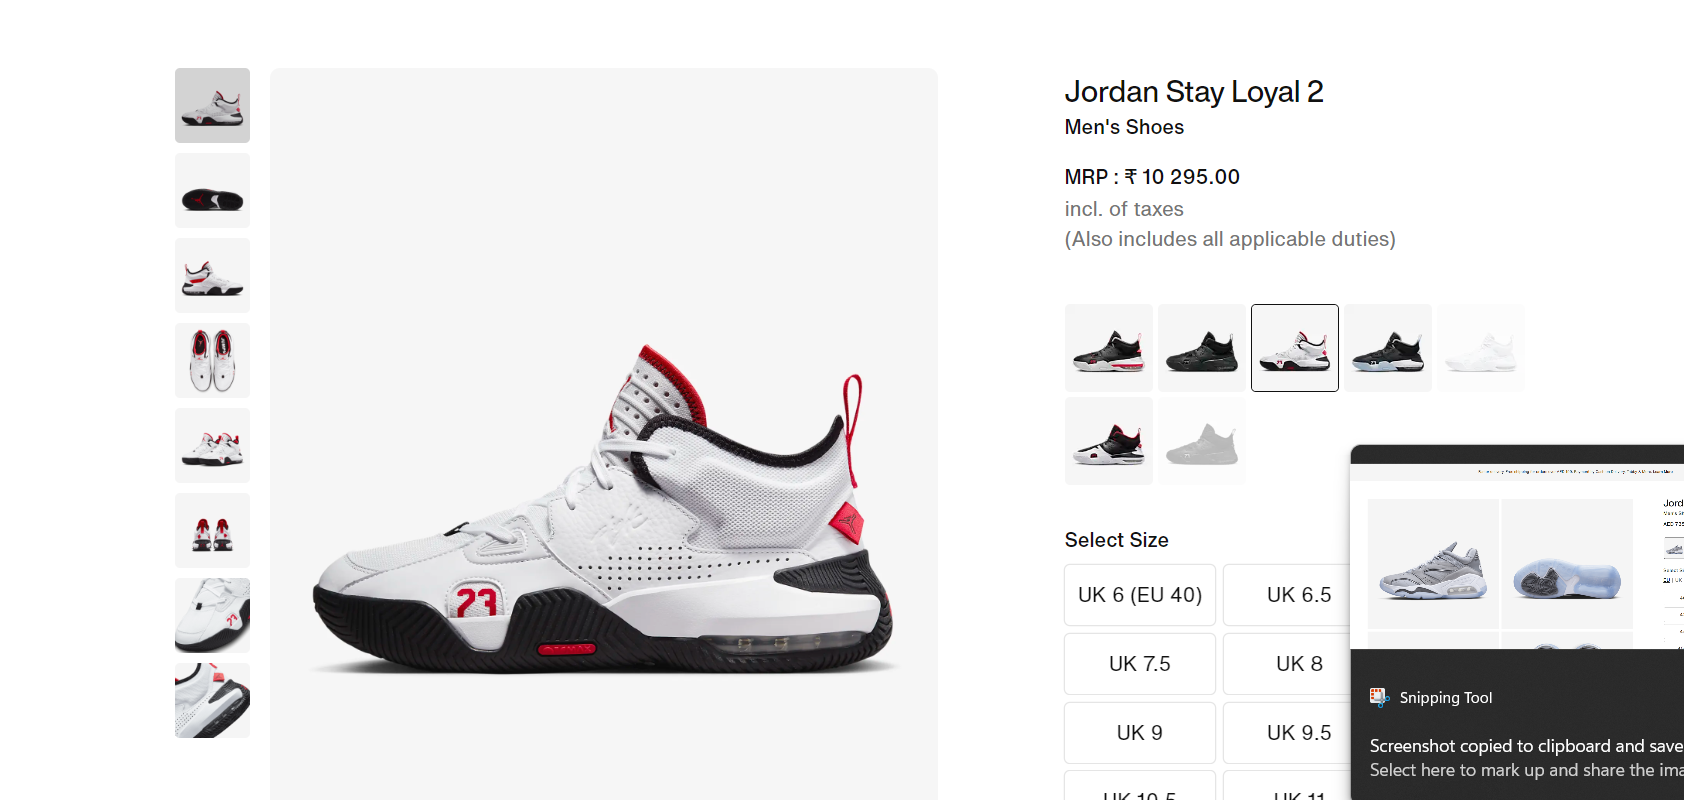 Jordan Stay Loyal 2
Men's Shoes
MRP : ₹ 10 295.00
incl. of taxes
(Also includes all applicable duties)
23
Select Size
UK 6 (EU 40)
UK 6.5
UK 7.5
UK 8
UK 9
UK 9.5
UK 10.5
UK 11
Snipping Tool
Screenshot copied to clipboard and save
Select here to mark up and share the ima